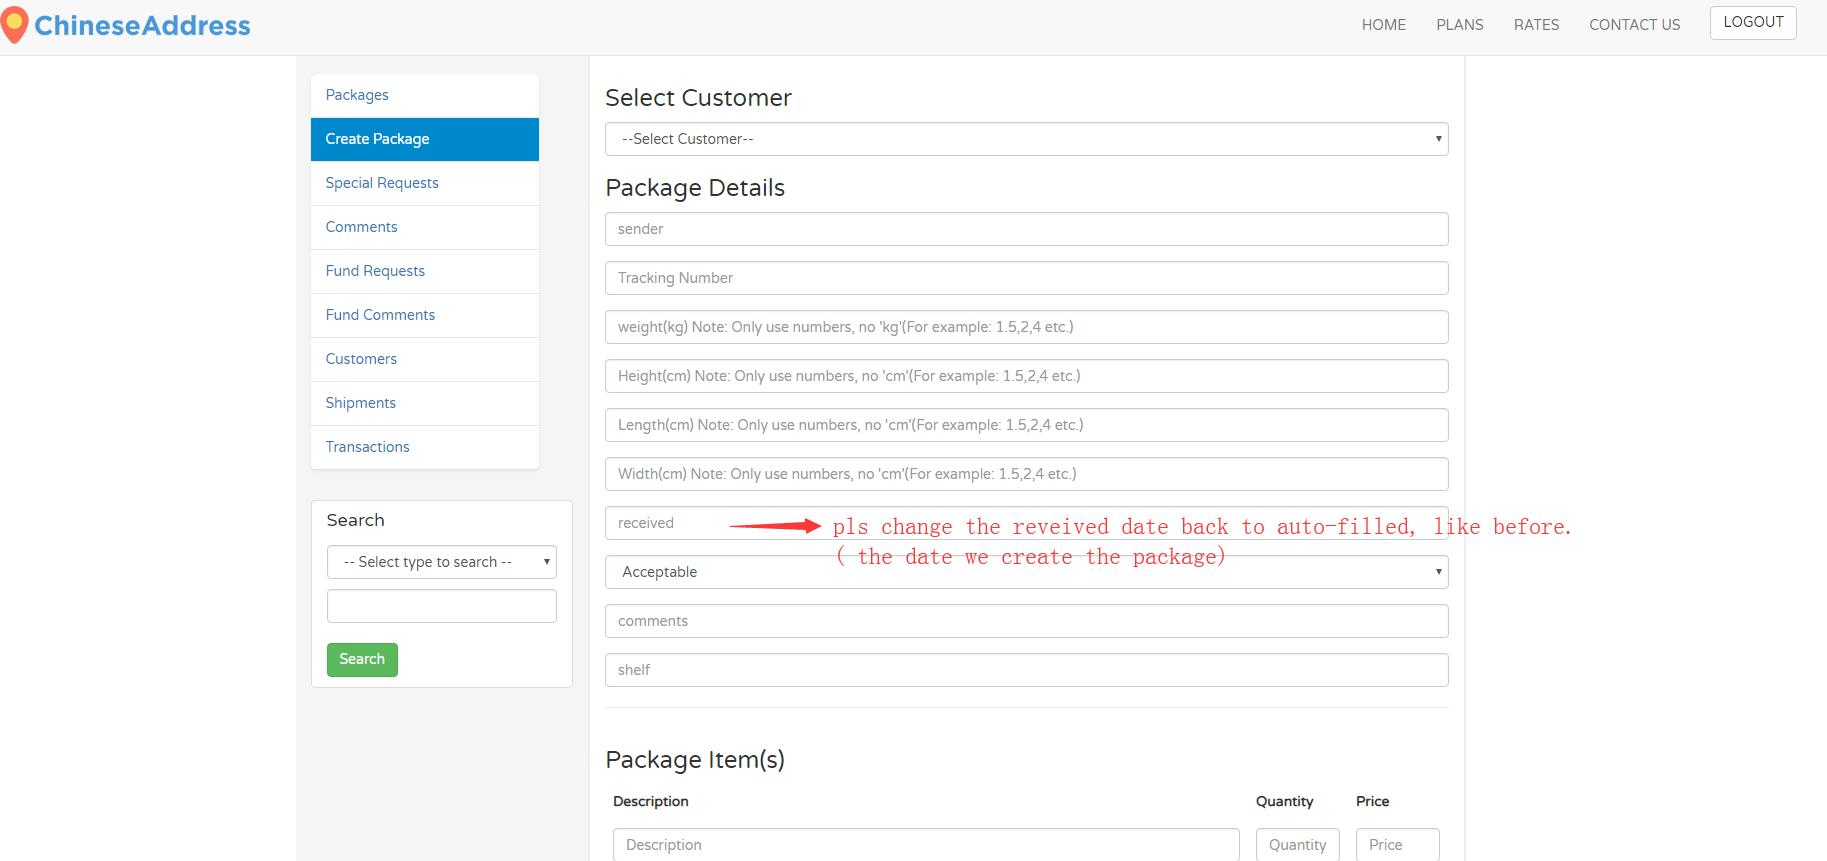 ChineseAddress
HOME PLANS RATES CONTACT US LOGOUT
Packages
Create Package
Special Requests
Comments
Fund Requests
Fund Comments
Customers
Shipments
Transactions
Search
-- Select type to search --
Search
Select Customer
--Select Customer--
Package Details
sender
Tracking Number
weight(kg) Note: Only use numbers, no 'kg'(For example: 1.5,2,4 etc.)
Height(cm) Note: Only use numbers, no 'cm'(For example: 1.5,2,4 etc.)
Length(cm) Note: Only use numbers, no 'cm'(For example: 1.5,2,4 etc.)
Width(cm) Note: Only use numbers, no 'cm'(For example: 1.5,2,4 etc.)
received
pls change the reveived date back to auto-filled, like before.
( the date we create the package)
Acceptable
comments
shelf
Package Item(s)
Description Quantity Price
Description Quantity Price